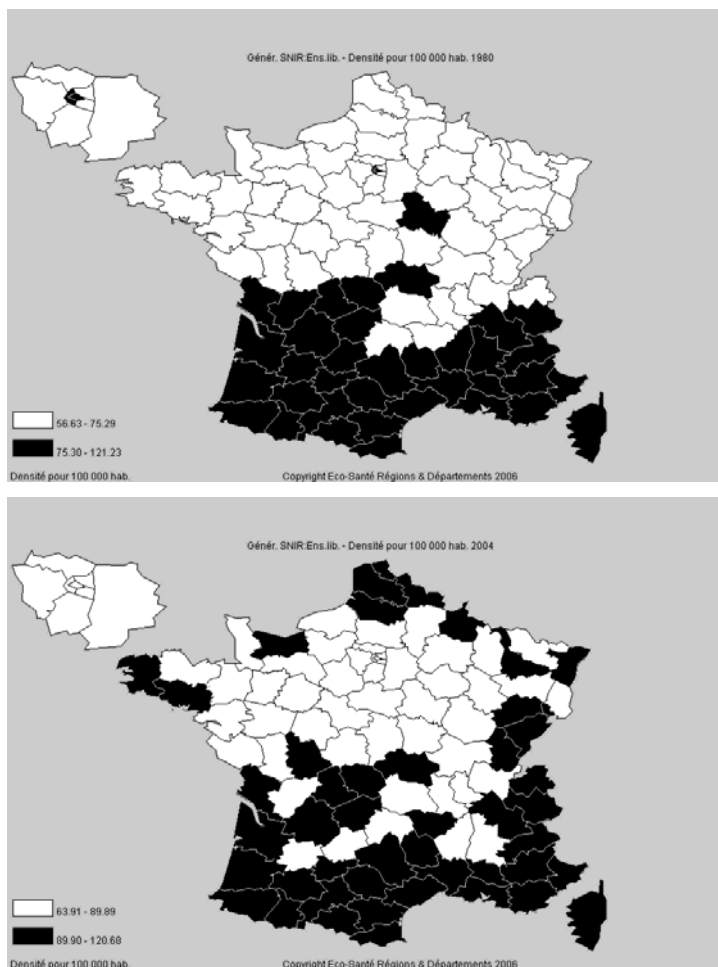 Génér. SNIR:Ens.lib. - Densité pour 100 000 hab. 1980
56.63 - 75.29
75.30 - 121.23
Densité pour 100 000 hab.
Copyright Eco-Santé Régions & Départements 2006
Génér. SNIR:Ens.lib. - Densité pour 100 000 hab. 2004
63.91 - 89.89
89.90 - 120.68
Densité pour 100 000 hab.
Copyright Eco-Santé Régions & Départements 2006